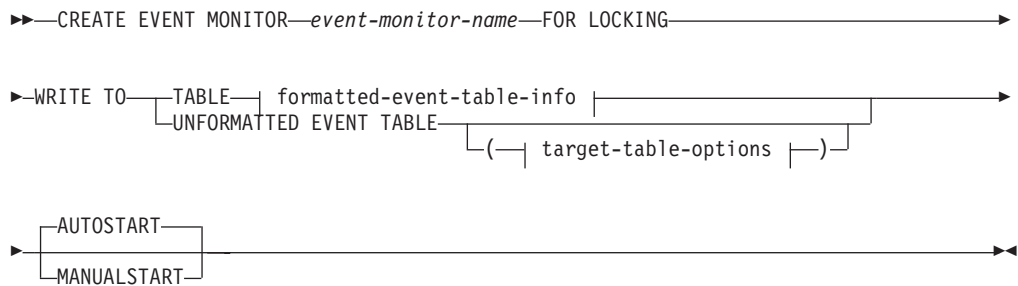 CREATE EVENT MONITOR event-monitor-name FOR LOCKING
WRITE TO TABLE formatted-event-table-info
UNFORMATTED EVENT TABLE
( target-table-options )
AUTOSTART
MANUALSTART